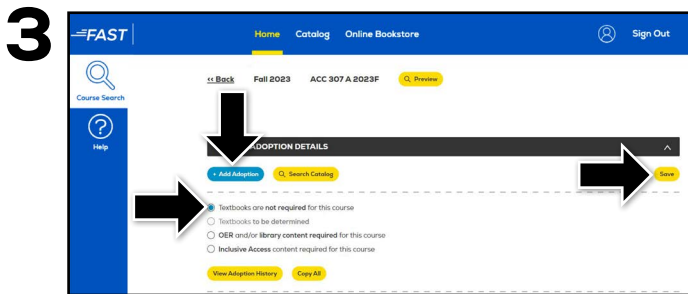 3
FAST
Home Catalog Online Bookstore
Sign Out
Course Search
Help
<< Back Fall 2023 ACC 307 A 2023F Preview
ADOPTION DETAILS
+ Add Adoption Search Catalog Save
Textbooks are not required for this course
Textbooks to be determined
OER and/or library content required for this course
Inclusive Access content required for this course
View Adoption History Copy All